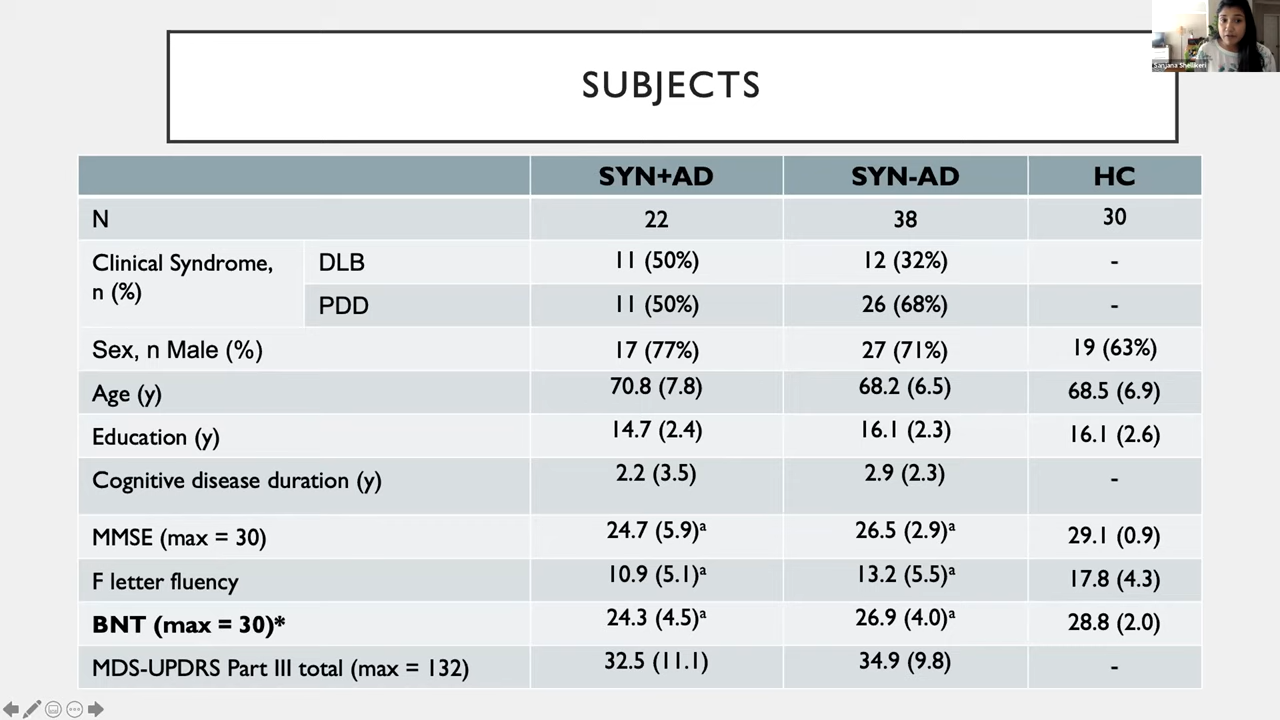 Sanjana Shellikeri
SUBJECTS
SYN+AD SYN-AD HC
N 22 38 30
Clinical Syndrome, n (%) DLB 11 (50%) 12 (32%) -
PDD 11 (50%) 26 (68%) -
Sex, n Male (%) 17 (77%) 27 (71%) 19 (63%)
Age (y) 70.8 (7.8) 68.2 (6.5) 68.5 (6.9)
Education (y) 14.7 (2.4) 16.1 (2.3) 16.1 (2.6)
Cognitive disease duration (y) 2.2 (3.5) 2.9 (2.3) -
MMSE (max = 30) 24.7 (5.9)ᵃ 26.5 (2.9)ᵃ 29.1 (0.9)
F letter fluency 10.9 (5.1)ᵃ 13.2 (5.5)ᵃ 17.8 (4.3)
BNT (max = 30)* 24.3 (4.5)ᵃ 26.9 (4.0)ᵃ 28.8 (2.0)
MDS-UPDRS Part III total (max = 132) 32.5 (11.1) 34.9 (9.8) -